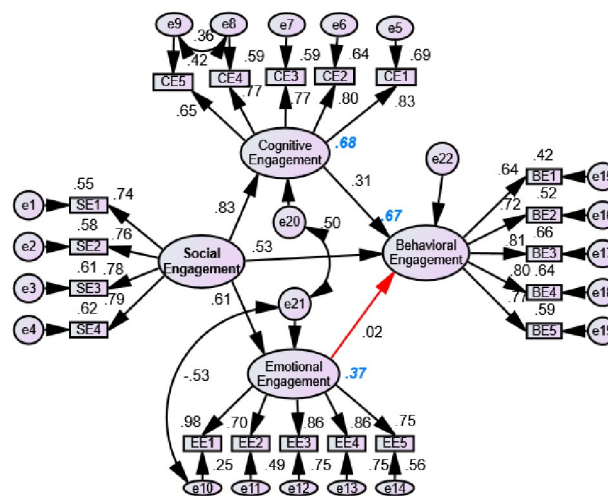 e9 e8 e7 e6 e5
.36
.42 .59 .59 .64 .69
CE5 CE4 CE3 CE2 CE1
.65 .77 .77 .80 .83
Cognitive
Engagement
.68
e22
.55 .74
e1 SE1
.58 .76
e2 SE2
.61 .78
e3 SE3
.62 .79
e4 SE4
.83
e20
.50
.31
.67
Social
Engagement
.53
Behavioral
Engagement
.64 .42
BE1 e15
.72 .52
BE2 e16
.81 .66
BE3 e17
.80 .64
BE4 e18
.77 .59
BE5 e19
.61
e21
.02
-.53
Emotional
Engagement
.37
.98 .70 .86 .86 .75
EE1 EE2 EE3 EE4 EE5
.25 .49 .75 .75 .56
e10 e11 e12 e13 e14